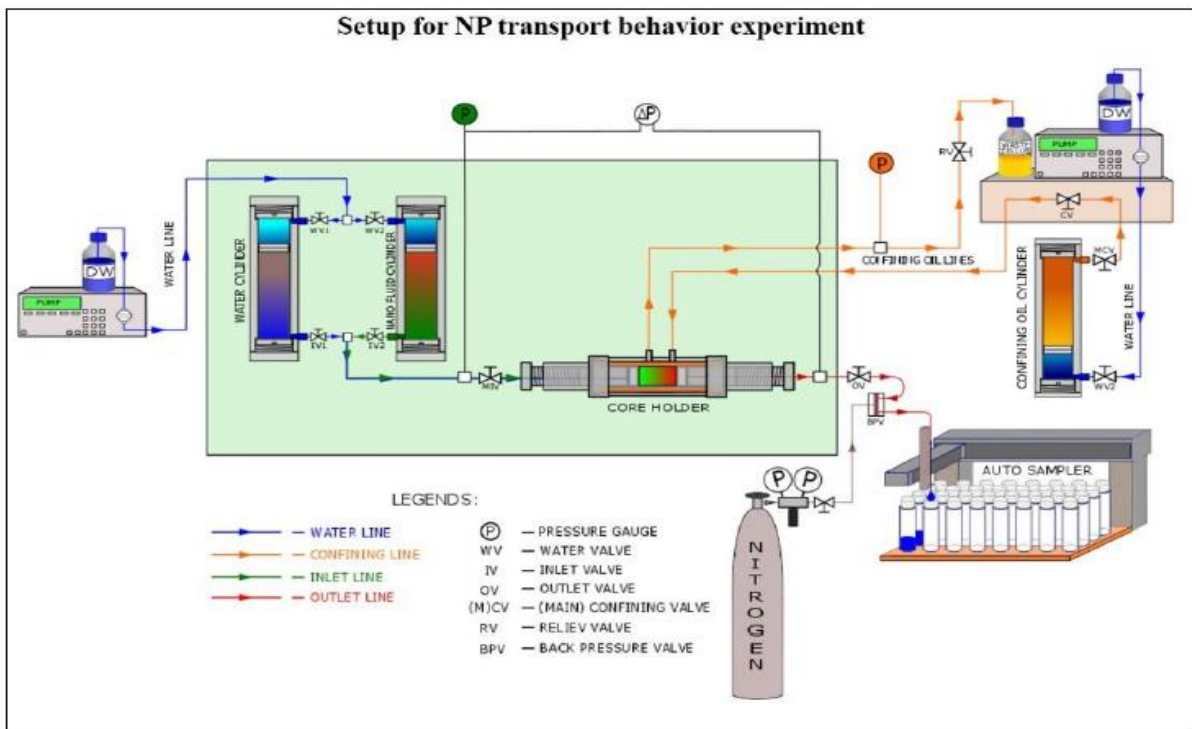 Setup for NP transport behavior experiment
P
ΔP
DW
PUMP
WATER LINE
WATER CYLINDER
WV1
WV2
NANO FLUID CYLINDER
IV1
IV2
MIV
CORE HOLDER
P
RV
WASTE
DW
PUMP
CV
CONFINING OIL LINES
MCV
CONFINING OIL CYLINDER
WATER LINE
WV2
OV
BPV
AUTO SAMPLER
P P
NITROGEN
LEGENDS:
– WATER LINE
– CONFINING LINE
– INLET LINE
– OUTLET LINE
P — PRESSURE GAUGE
WV — WATER VALVE
IV — INLET VALVE
OV — OUTLET VALVE
(M)CV — (MAIN) CONFINING VALVE
RV — RELIEV VALVE
BPV — BACK PRESSURE VALVE